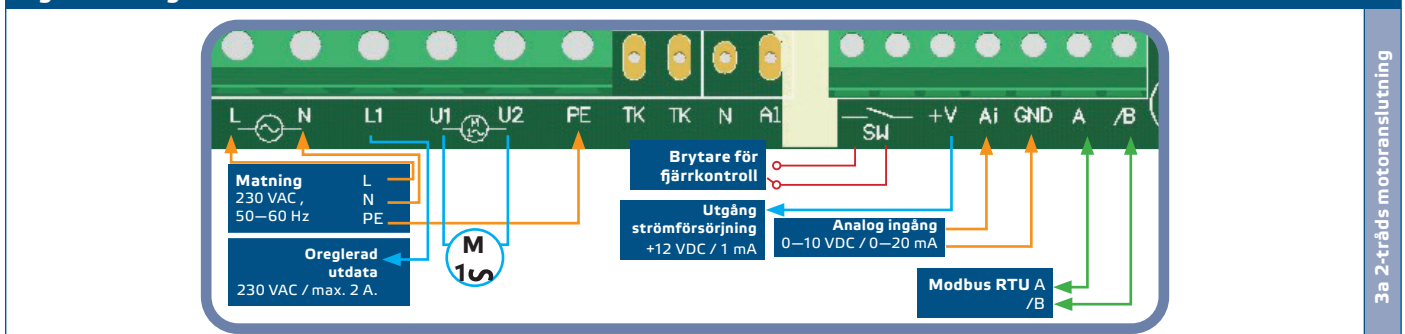 L N L1 U1 M 1~ U2 PE TK TK N A1 SW +V Ai GND A /B
Matning L
230 VAC , N
50—60 Hz PE
Oreglerad
utdata
230 VAC / max. 2 A.
M
1
Brytare för
fjärrkontroll
Utgång
strömförsörjning
+12 VDC / 1 mA
Analog ingång
0—10 VDC / 0—20 mA
Modbus RTU A
/B
3a 2-tråds motoranslutning